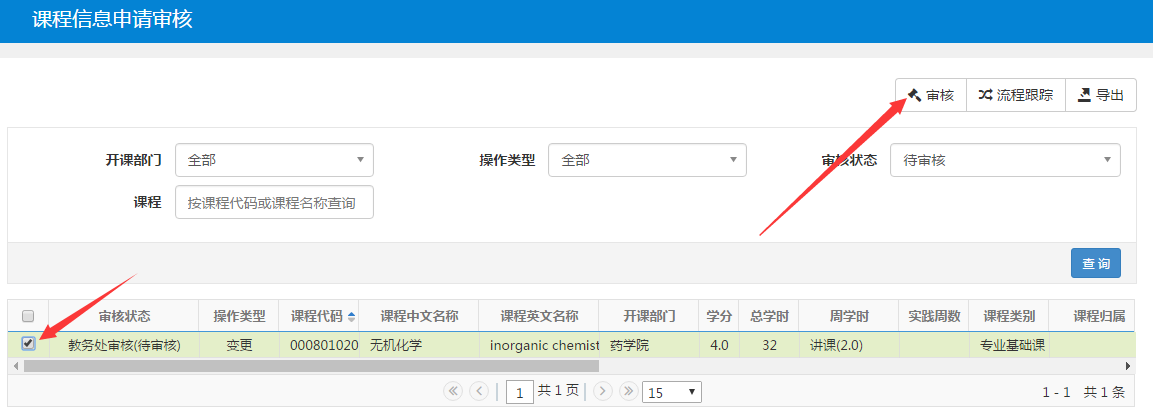 课程信息申请审核
审核 流程跟踪 导出
开课部门 全部 操作类型 全部 审核状态 待审核
课程 按课程代码或课程名称查询
查询
审核状态 操作类型 课程代码 课程中文名称 课程英文名称 开课部门 学分 总学时 周学时 实践周数 课程类别 课程归属
教务处审核(待审核) 变更 000801020 无机化学 inorganic chemist 药学院 4.0 32 讲课(2.0) 专业基础课
1 共 1 页 15 1 - 1 共 1 条